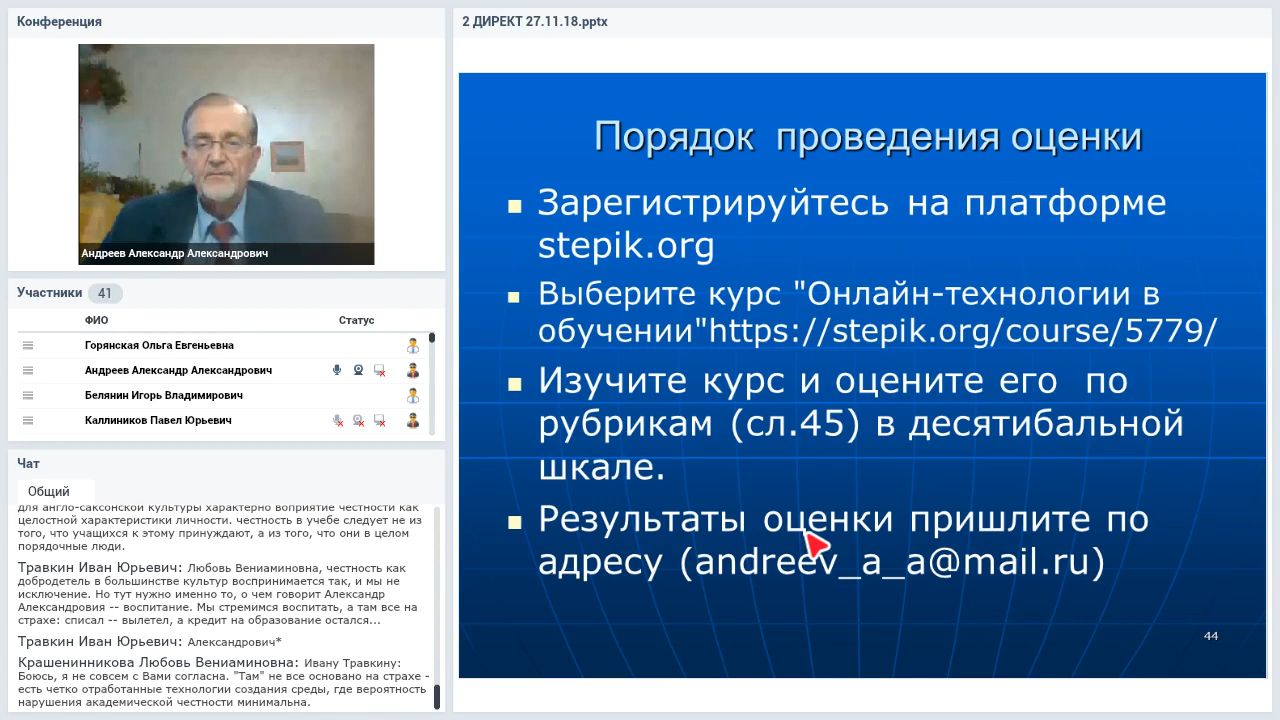 Конференция
Андреев Александр Александрович
Участники 41
ФИО Статус
Горянская Ольга Евгеньевна
Андреев Александр Александрович
Белянин Игорь Владимирович
Каллиников Павел Юрьевич
Чат
Общий
для англо-саксонской культуры характерно воприятие честности как
целостной характеристики личности. честность в учебе следует не из
того, что учащихся к этому принуждают, а из того, что они в целом
порядочные люди.
Травкин Иван Юрьевич: Любовь Вениаминовна, честность как
добродетель в большинстве культур воспринимается так, и мы не
исключение. Но тут нужно именно то, о чем говорит Александр
Александровия -- воспитание. Мы стремимся воспитать, а там все на
страхе: списал -- вылетел, а кредит на образование остался...
Травкин Иван Юрьевич: Александрович*
Крашенинникова Любовь Вениаминовна: Ивану Травкину:
Боюсь, я не совсем с Вами согласна. "Там" не все основано на страхе -
есть четко отработанные технологии создания среды, где вероятность
нарушения академической честности минимальна.
2 ДИРЕКТ 27.11.18.pptx
Порядок проведения оценки
Зарегистрируйтесь на платформе
stepik.org
Выберите курс "Онлайн-технологии в
обучении"https://stepik.org/course/5779/
Изучите курс и оцените его по
рубрикам (сл.45) в десятибальной
шкале.
Результаты оценки пришлите по
адресу (andreev_a_a@mail.ru)
44